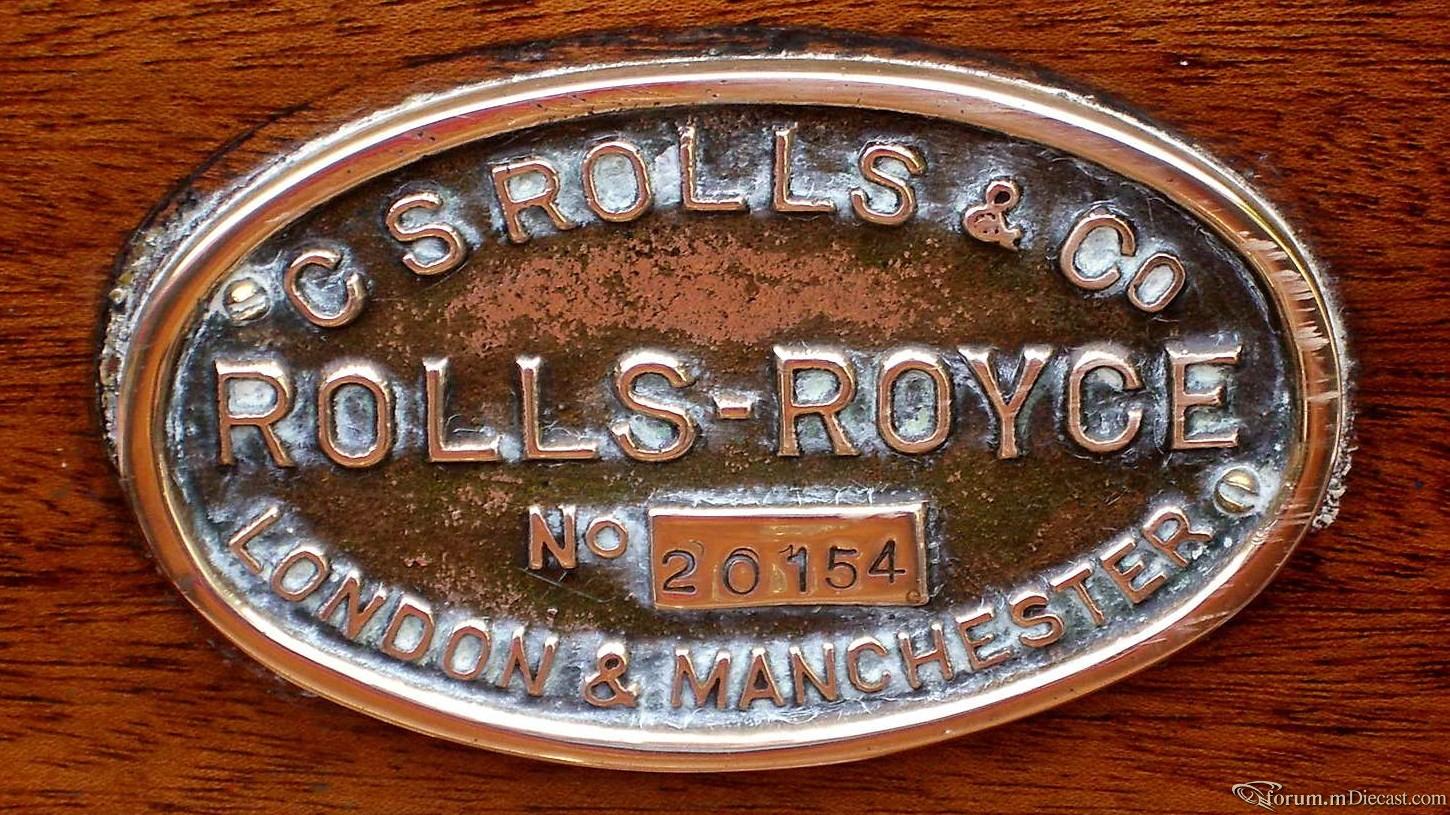 C S ROLLS & Co
ROLLS-ROYCE
No 20154
LONDON & MANCHESTER
forum.mDiecast.com